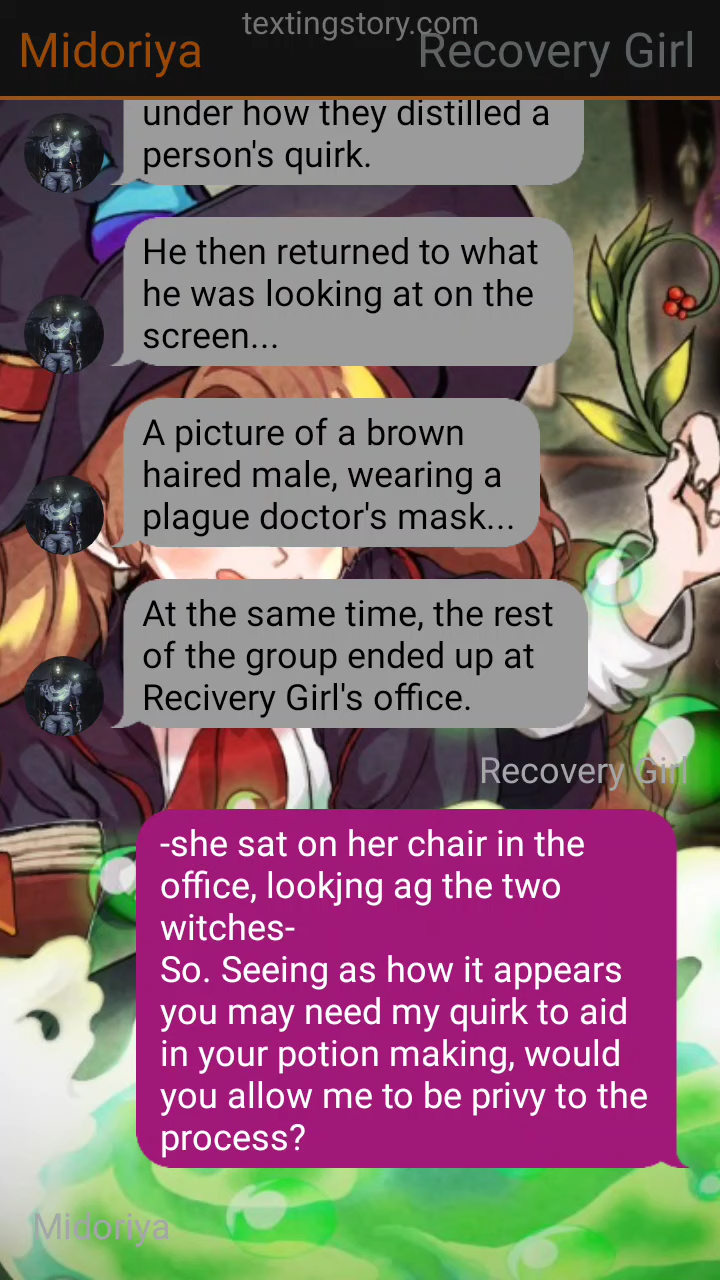 textingstory.com
Midoriya
Recovery Girl
under how they distilled a
person's quirk.
He then returned to what
he was looking at on the
screen...
A picture of a brown
haired male, wearing a
plague doctor's mask...
At the same time, the rest
of the group ended up at
Recivery Girl's office.
Recovery Girl
-she sat on her chair in the
office, lookjng ag the two
witches-
So. Seeing as how it appears
you may need my quirk to aid
in your potion making, would
you allow me to be privy to the
process?
Midoriya